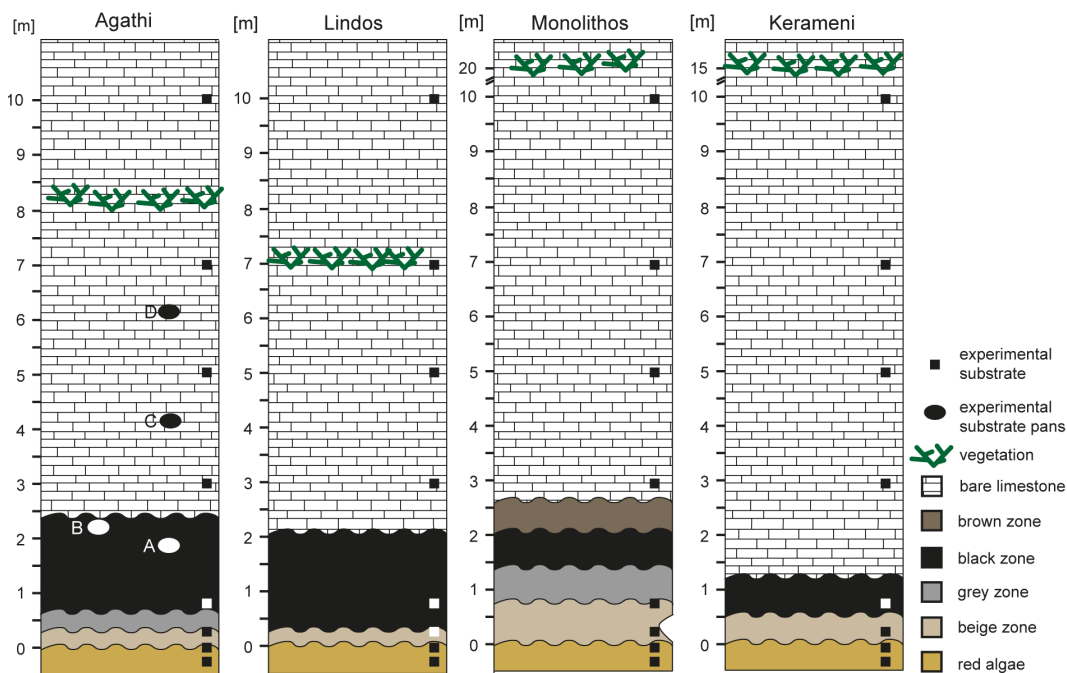 [m]
Agathi
10
9
8
7
6
5
4
3
2
1
0
D
C
B
A
[m]
Lindos
10
9
8
7
6
5
4
3
2
1
0
[m]
Monolithos
20
10
9
8
7
6
5
4
3
2
1
0
[m]
Kerameni
15
10
9
8
7
6
5
4
3
2
1
0
experimental
substrate
experimental
substrate pans
vegetation
bare limestone
brown zone
black zone
grey zone
beige zone
red algae